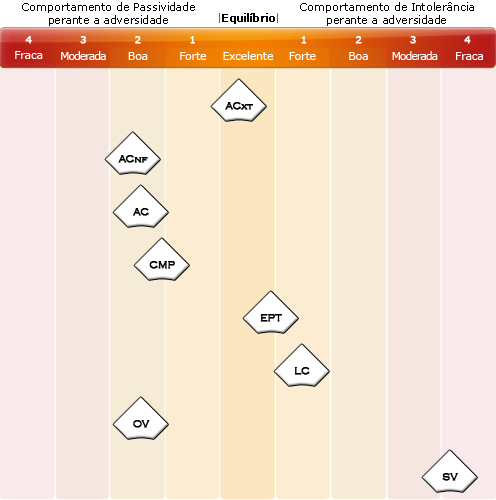 Comportamento de Passividade
perante a adversidade
|Equilíbrio|
Comportamento de Intolerância
perante a adversidade
4 3 2 1 1 2 3 4
Fraca Moderada Boa Forte Excelente Forte Boa Moderada Fraca
ACXT
ACNF
AC
CMP
EPT
LC
OV
SV